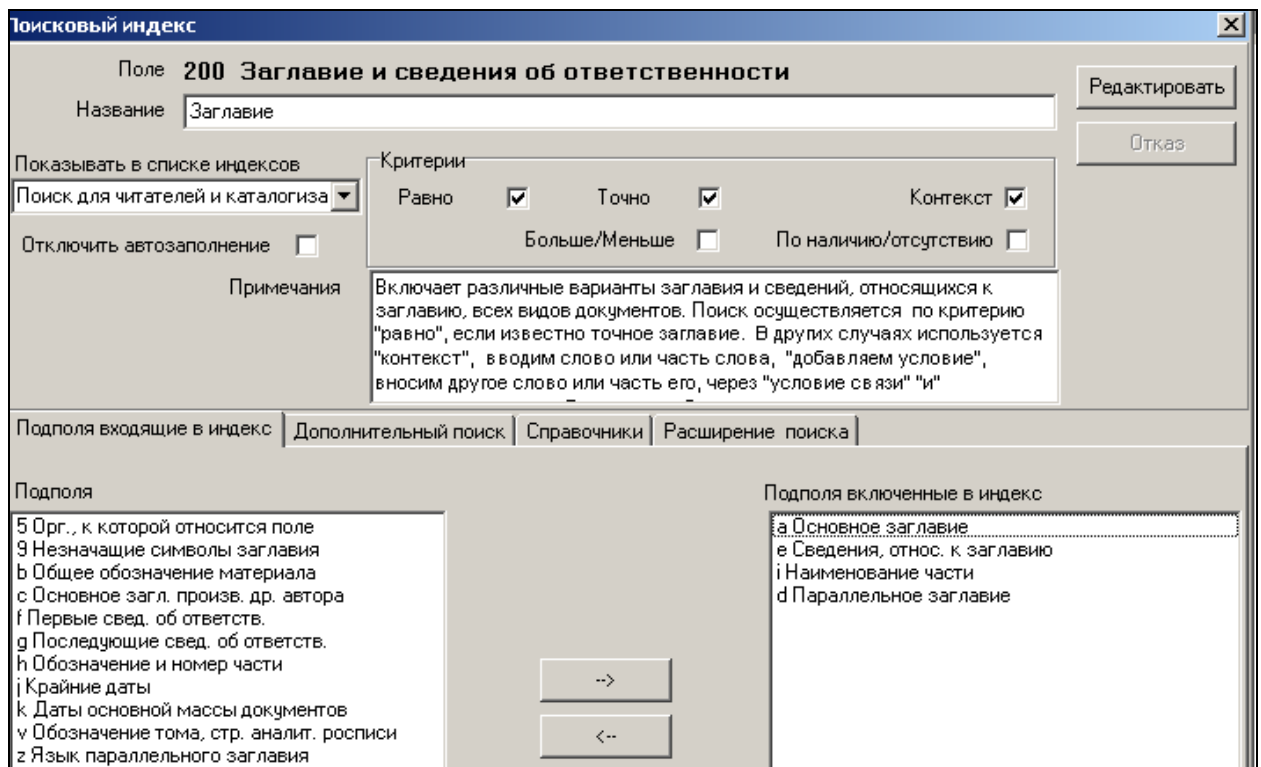 Поисковый индекс
Поле 200 Заглавие и сведения об ответственности
Редактировать
Название Заглавие
Отказ
Показывать в списке индексов
Поиск для читателей и каталогиза
Критерии
Равно Точно Контекст
Отключить автозаполнение
Больше/Меньше По наличию/отсутствию
Примечания
Включает различные варианты заглавия и сведений, относящихся к
заглавию, всех видов документов. Поиск осуществляется по критерию
"равно", если известно точное заглавие. В других случаях используется
"контекст", вводим слово или часть слова, "добавляем условие",
вносим другое слово или часть его, через "условие связи" "и"
Подполя входящие в индекс Дополнительный поиск Справочники Расширение поиска
Подполя
5 Орг., к которой относится поле
9 Незначащие символы заглавия
b Общее обозначение материала
c Основное загл. произв. др. автора
f Первые свед. об ответств.
g Последующие свед. об ответств.
h Обозначение и номер части
j Крайние даты
k Даты основной массы документов
v Обозначение тома, стр. аналит. росписи
z Язык параллельного заглавия
-->
<--
Подполя включенные в индекс
a Основное заглавие
e Сведения, относ. к заглавию
i Наименование части
d Параллельное заглавие